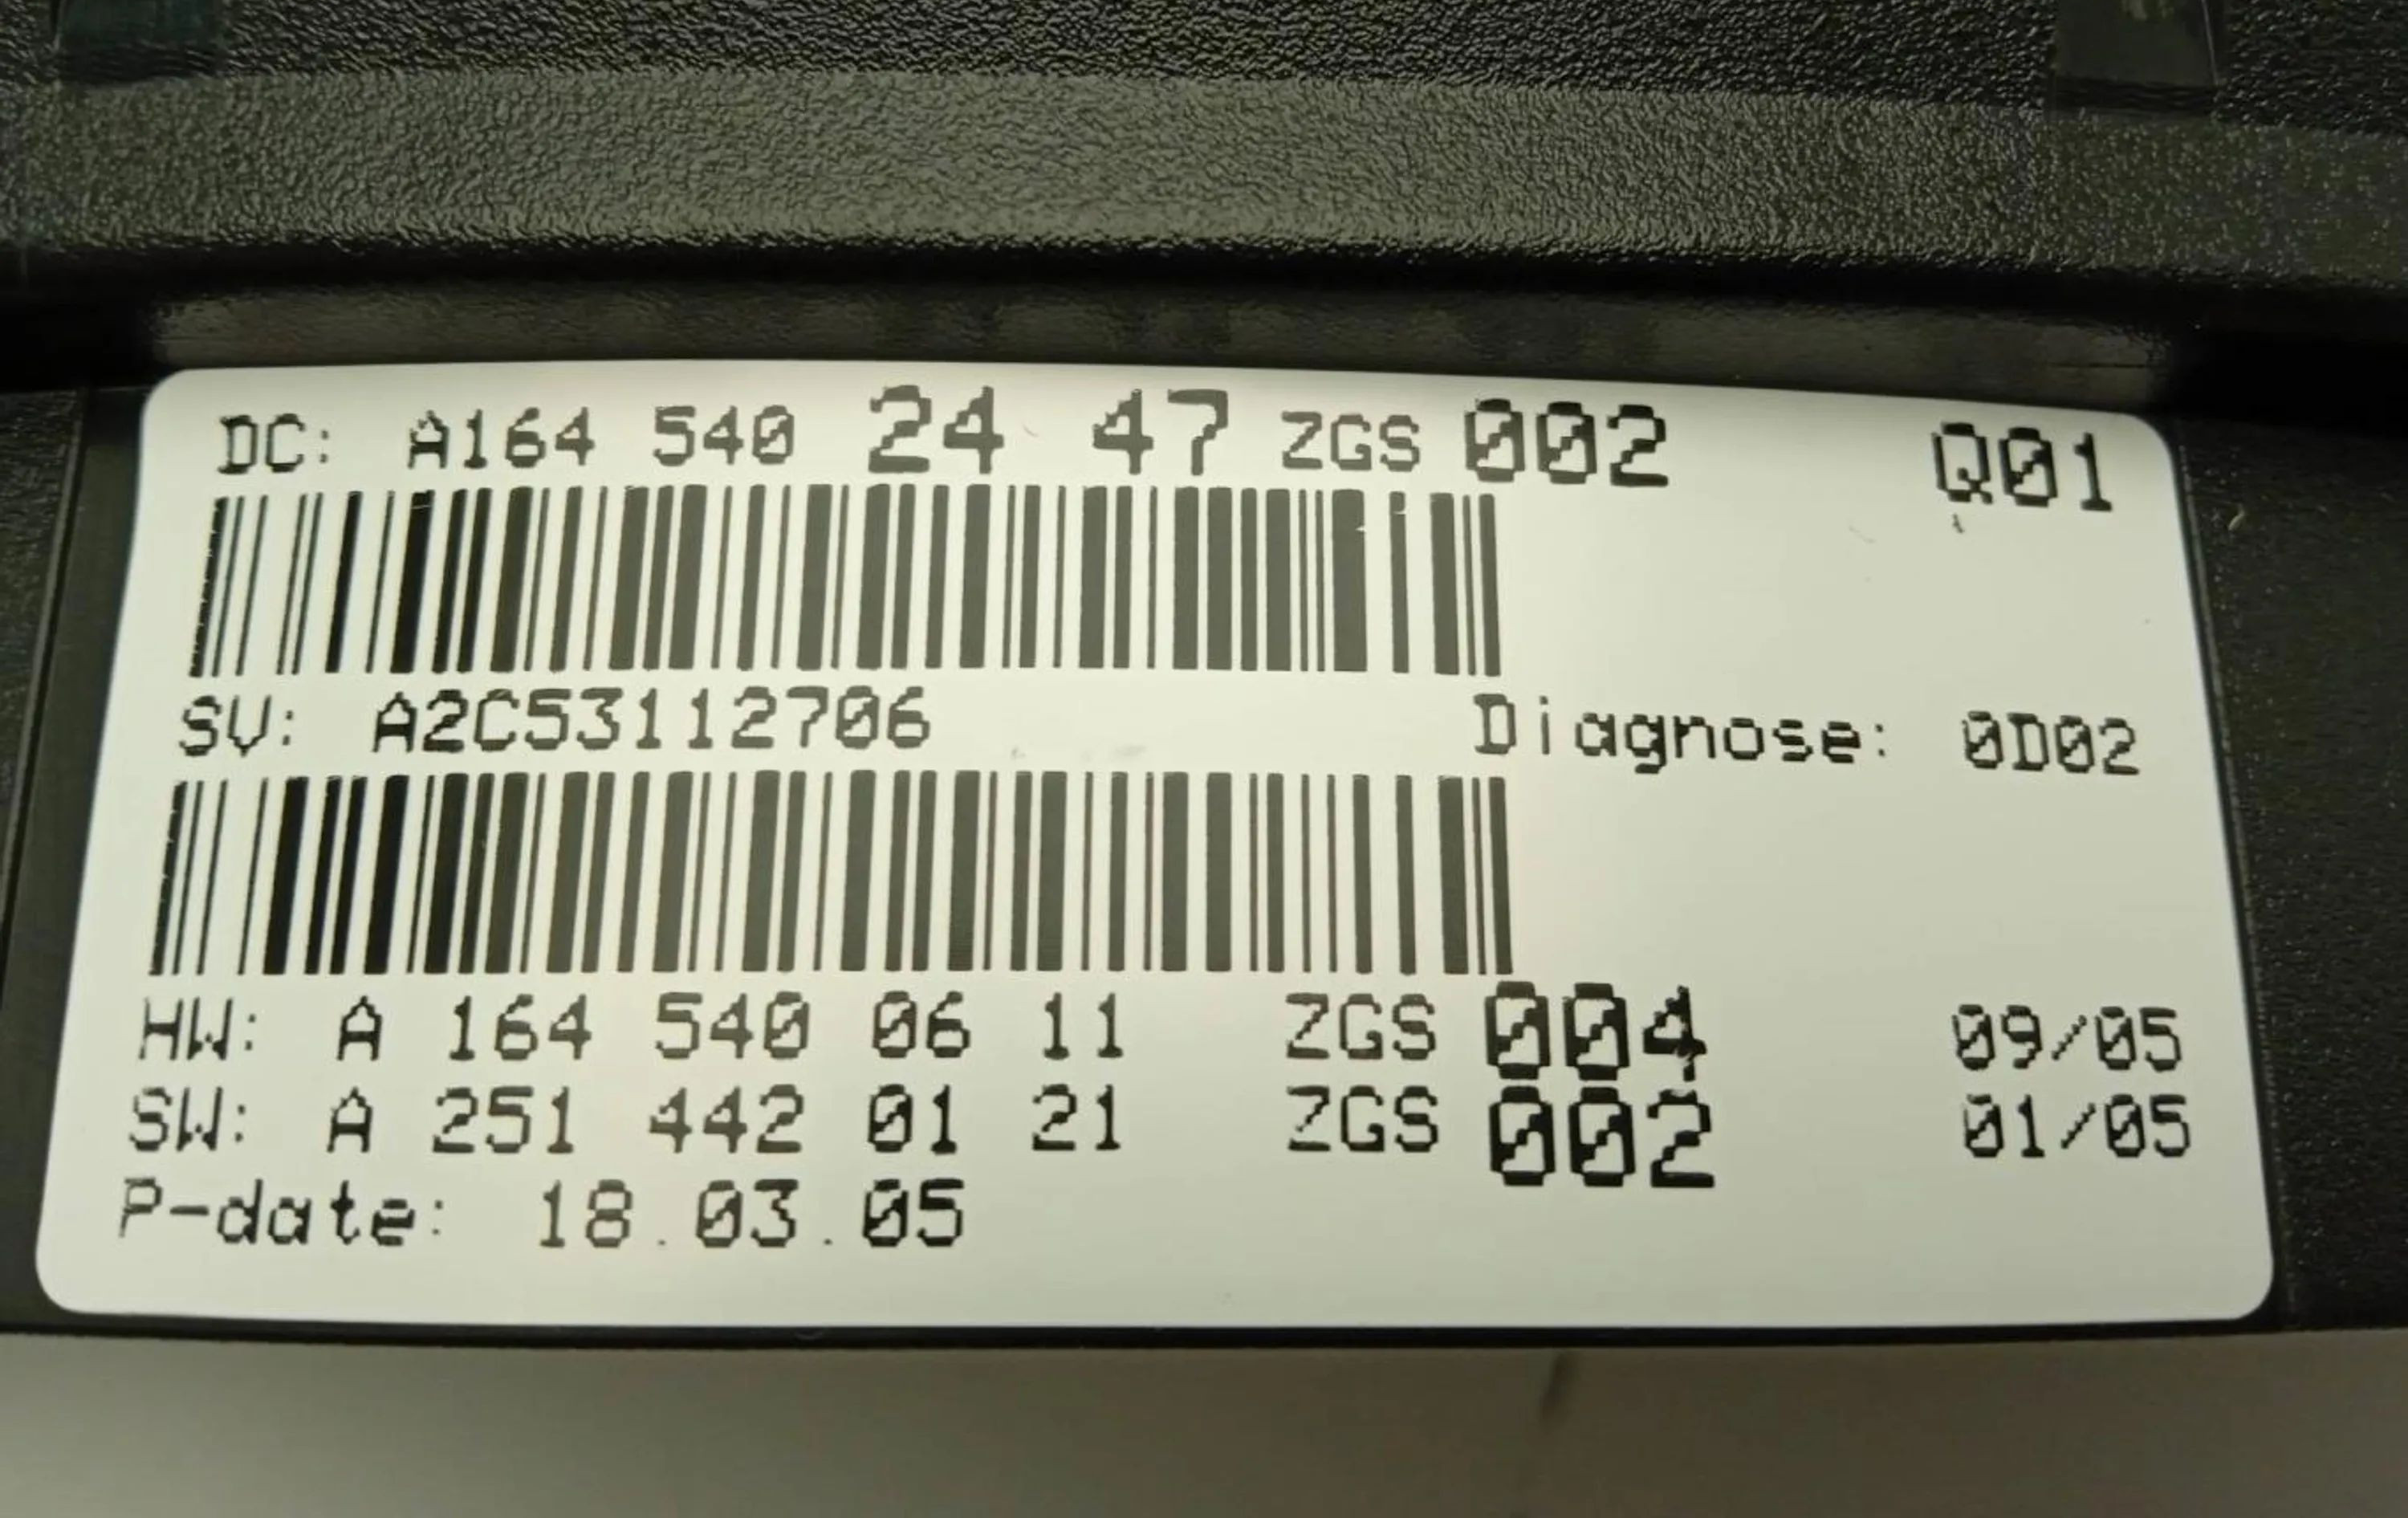 DC: A164 540 24 47 ZGS 002 Q01
SV: A2C53112706 Diagnose: 0D02
HW: A 164 540 06 11 ZGS 004 09/05
SW: A 251 442 01 21 ZGS 002 01/05
P-date: 18.03.05